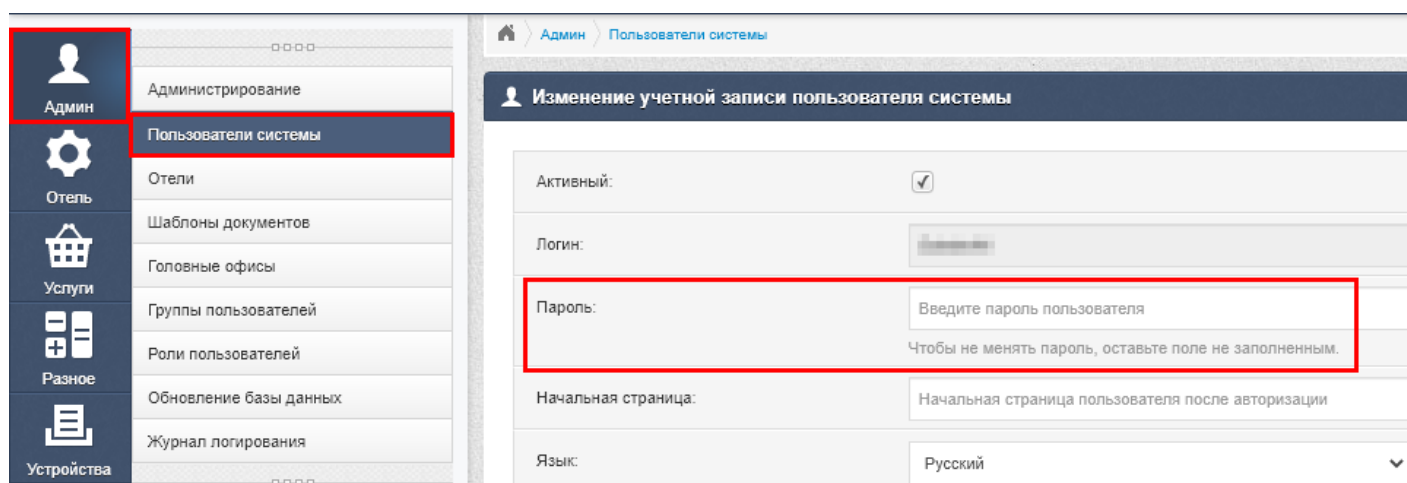 Админ
Отель
Услуги
Разное
Устройства
Администрирование
Пользователи системы
Отели
Шаблоны документов
Головные офисы
Группы пользователей
Роли пользователей
Обновление базы данных
Журнал логирования
Админ Пользователи системы
Изменение учетной записи пользователя системы
Активный:
Логин:
Пароль: Введите пароль пользователя
Чтобы не менять пароль, оставьте поле не заполненным.
Начальная страница: Начальная страница пользователя после авторизации
Язык: Русский